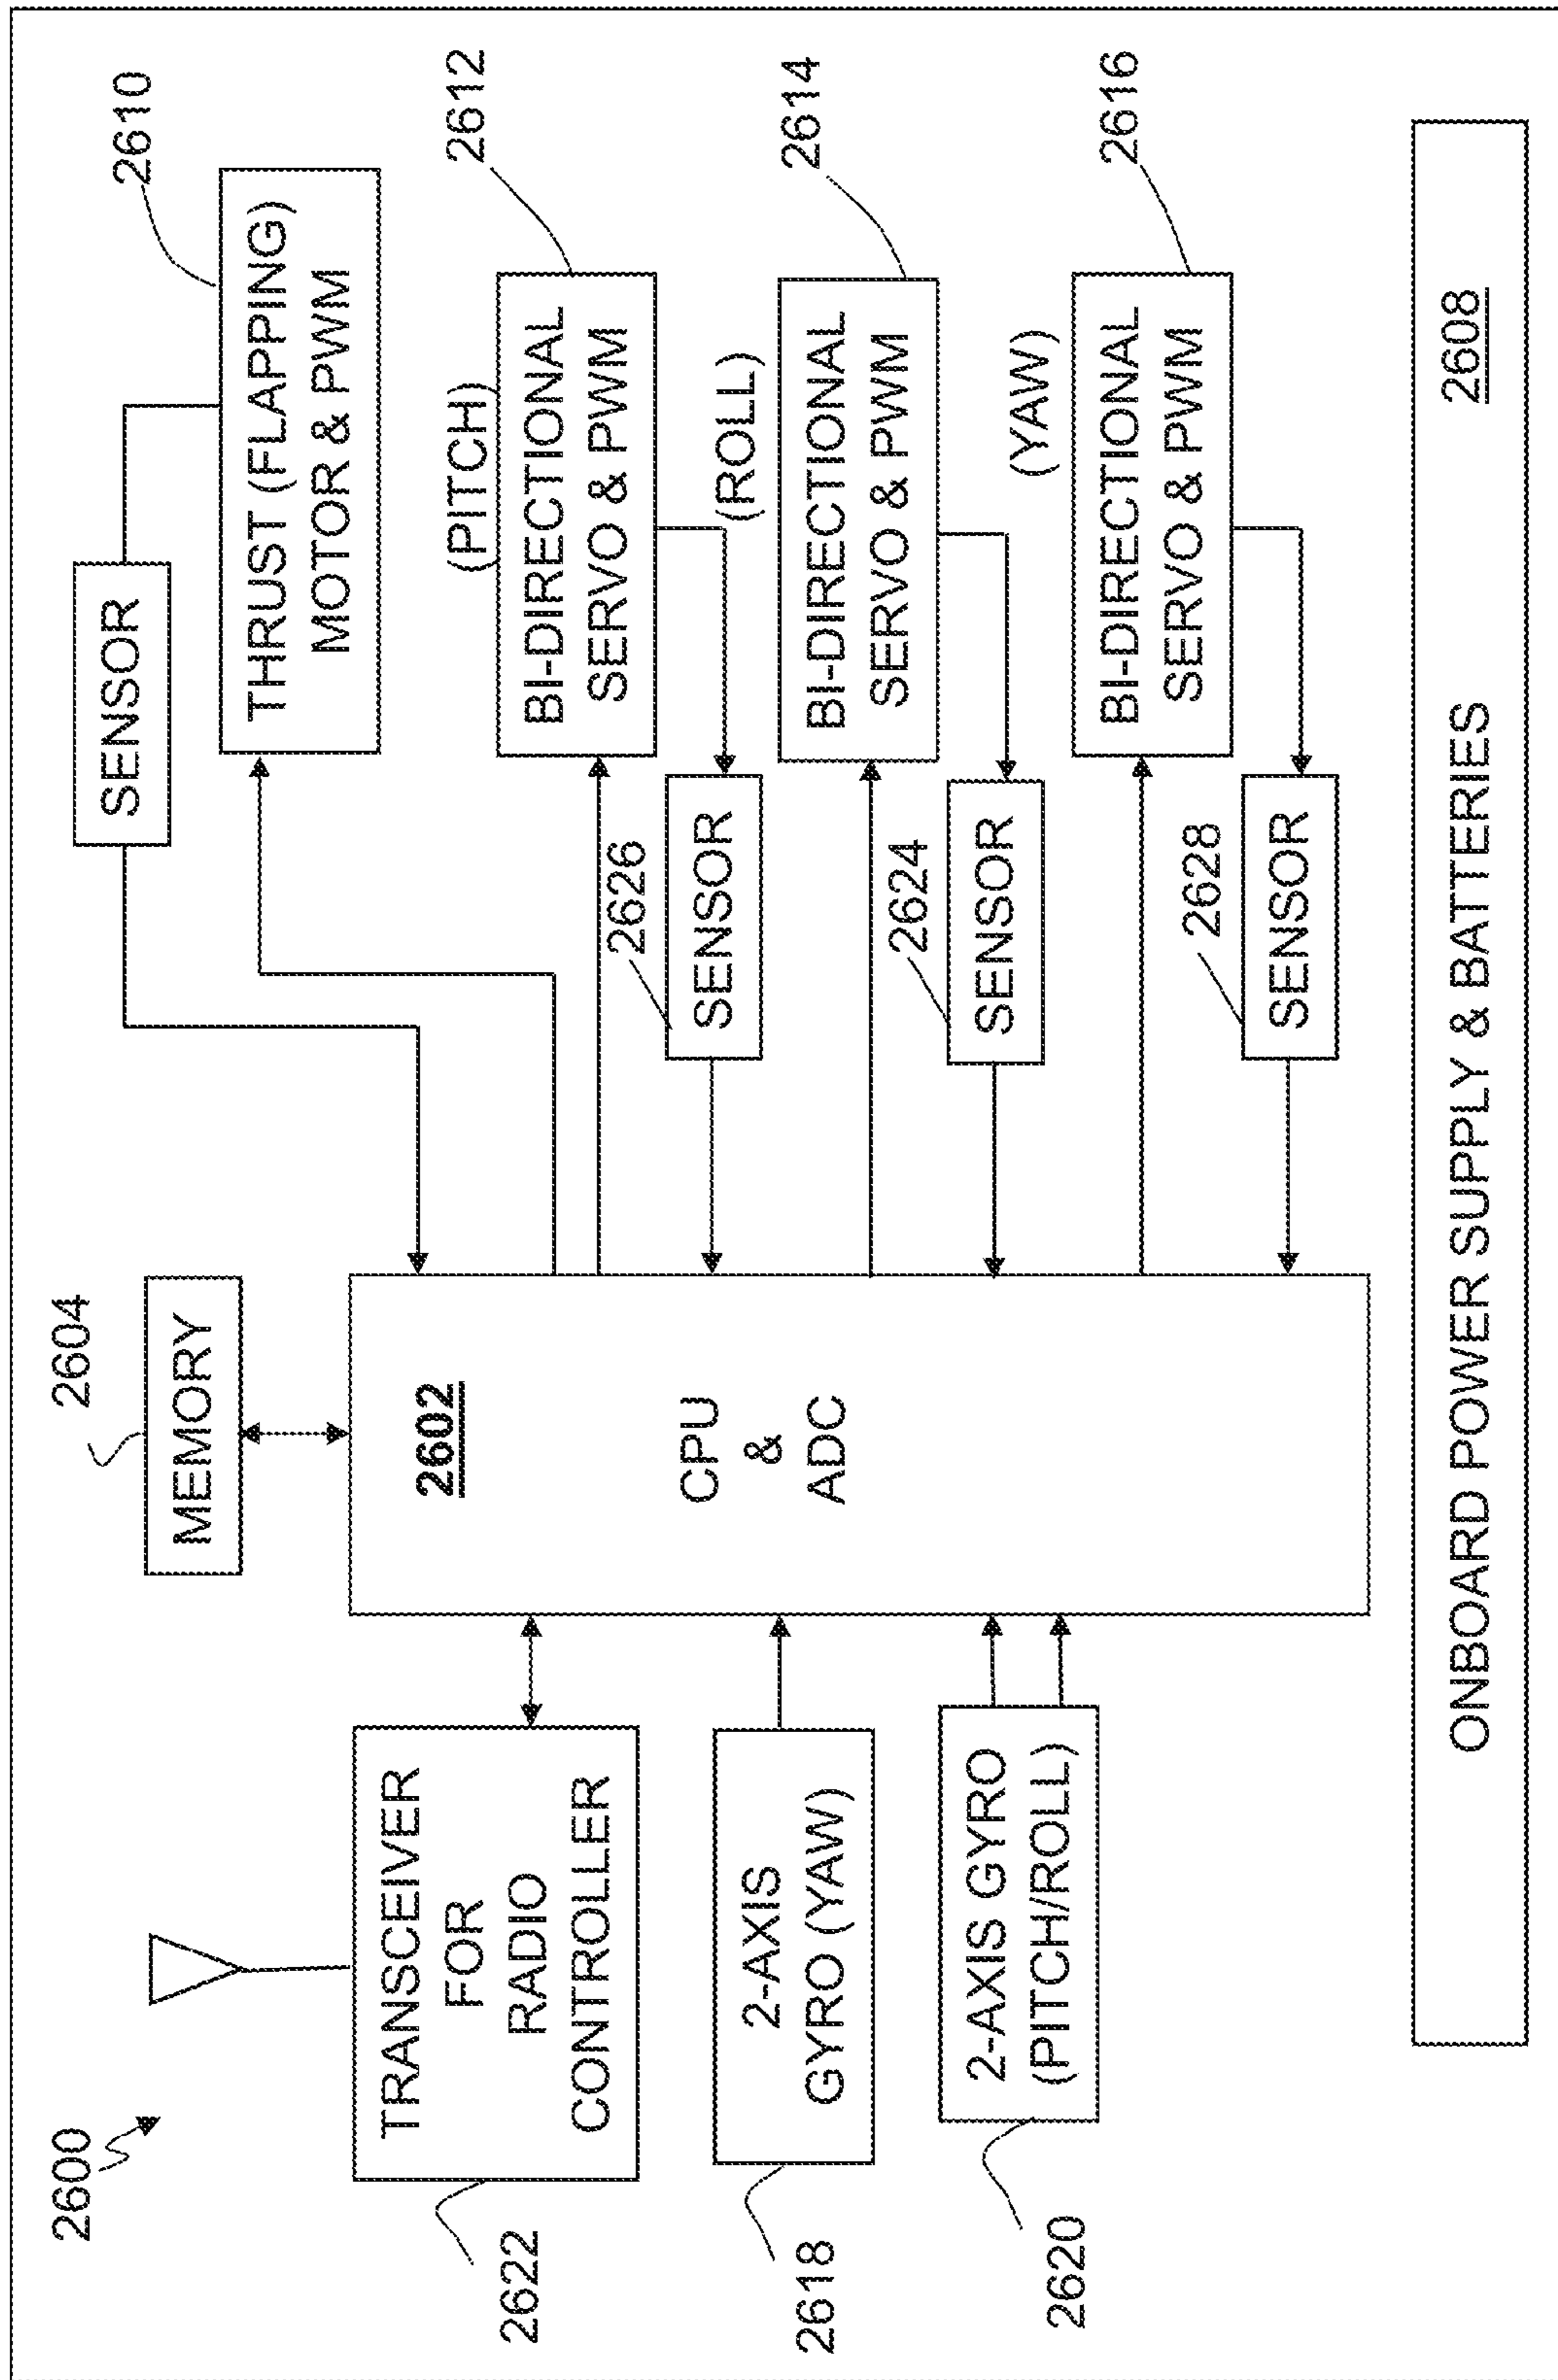 2600
2604
2610
MEMORY
SENSOR
THRUST (FLAPPING)
MOTOR & PWM
2612
(PITCH)
BI-DIRECTIONAL
SERVO & PWM
2626
SENSOR
(ROLL)
2614
BI-DIRECTIONAL
SERVO & PWM
2624
SENSOR
(YAW)
2616
BI-DIRECTIONAL
SERVO & PWM
2628
SENSOR
2602
CPU
&
ADC
TRANSCEIVER
FOR
RADIO
CONTROLLER
2622
2-AXIS
GYRO (YAW)
2618
2-AXIS GYRO
(PITCH/ROLL)
2620
ONBOARD POWER SUPPLY & BATTERIES
2608